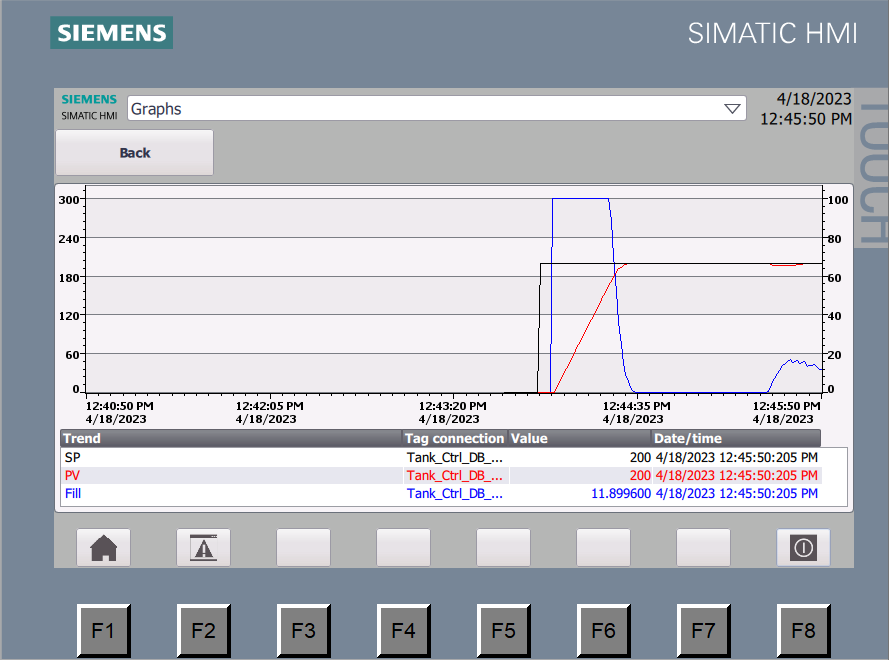 SIEMENS
SIMATIC HMI
SIEMENS
SIMATIC HMI
Graphs
4/18/2023
12:45:50 PM
TOUCH
Back
300
240
180
120
60
0
100
80
60
40
20
0
12:40:50 PM 12:42:05 PM 12:43:20 PM 12:44:35 PM 12:45:50 PM
4/18/2023 4/18/2023 4/18/2023 4/18/2023 4/18/2023
Trend Tag connection Value Date/time
SP Tank_Ctrl_DB_... 200 4/18/2023 12:45:50:205 PM
PV Tank_Ctrl_DB_... 200 4/18/2023 12:45:50:205 PM
Fill Tank_Ctrl_DB_... 11.899600 4/18/2023 12:45:50:205 PM
F1 F2 F3 F4 F5 F6 F7 F8